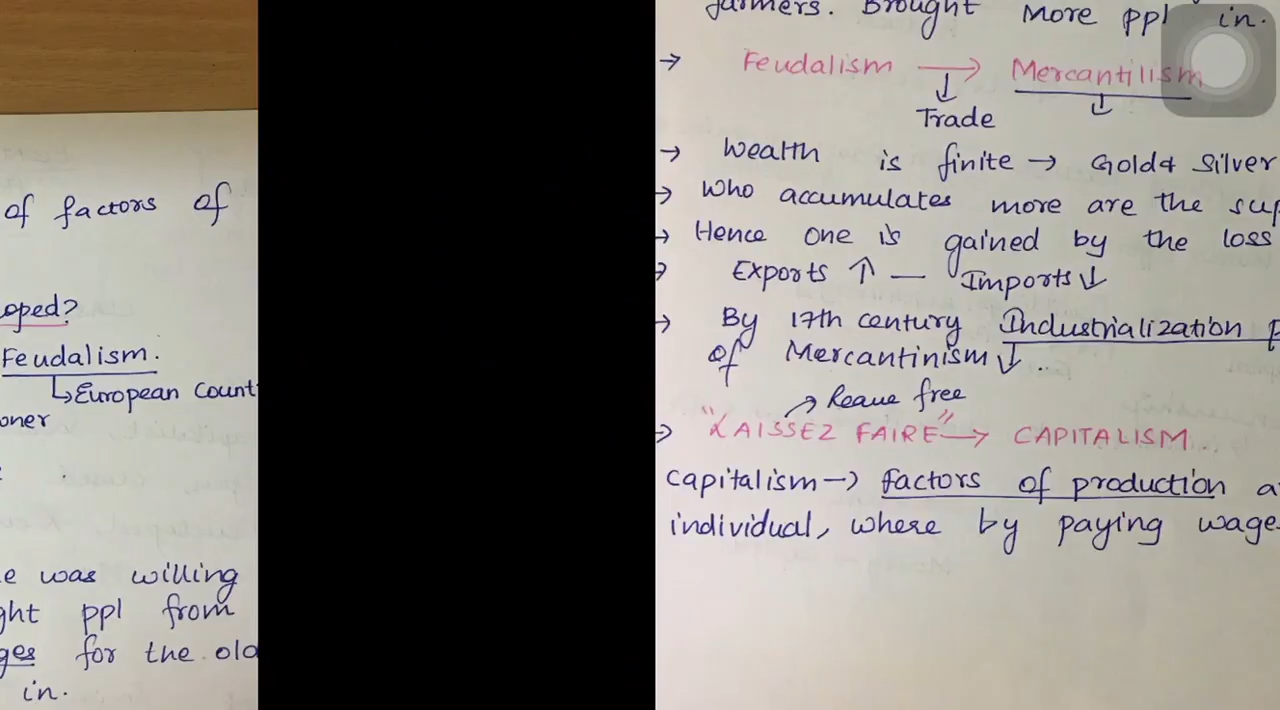 of factors of
oped?
Feudalism.
↳European Count
oner
e was willing
ght ppl from
ges for the old
in.
farmers. Brought More ppl in.
→ Feudalism → Mercantilism
↓ ↓
Trade
→ Wealth is finite → Gold & Silver
→ Who accumulates more are the sup
→ Hence one is gained by the loss
→ Exports ↑ — Imports ↓
→ By 17th century Industrialization
of Mercantinism ↓.
↗ Leave free
→ "LAISSEZ FAIRE" → CAPITALISM.
Capitalism → factors of production a
individual, where by paying wage